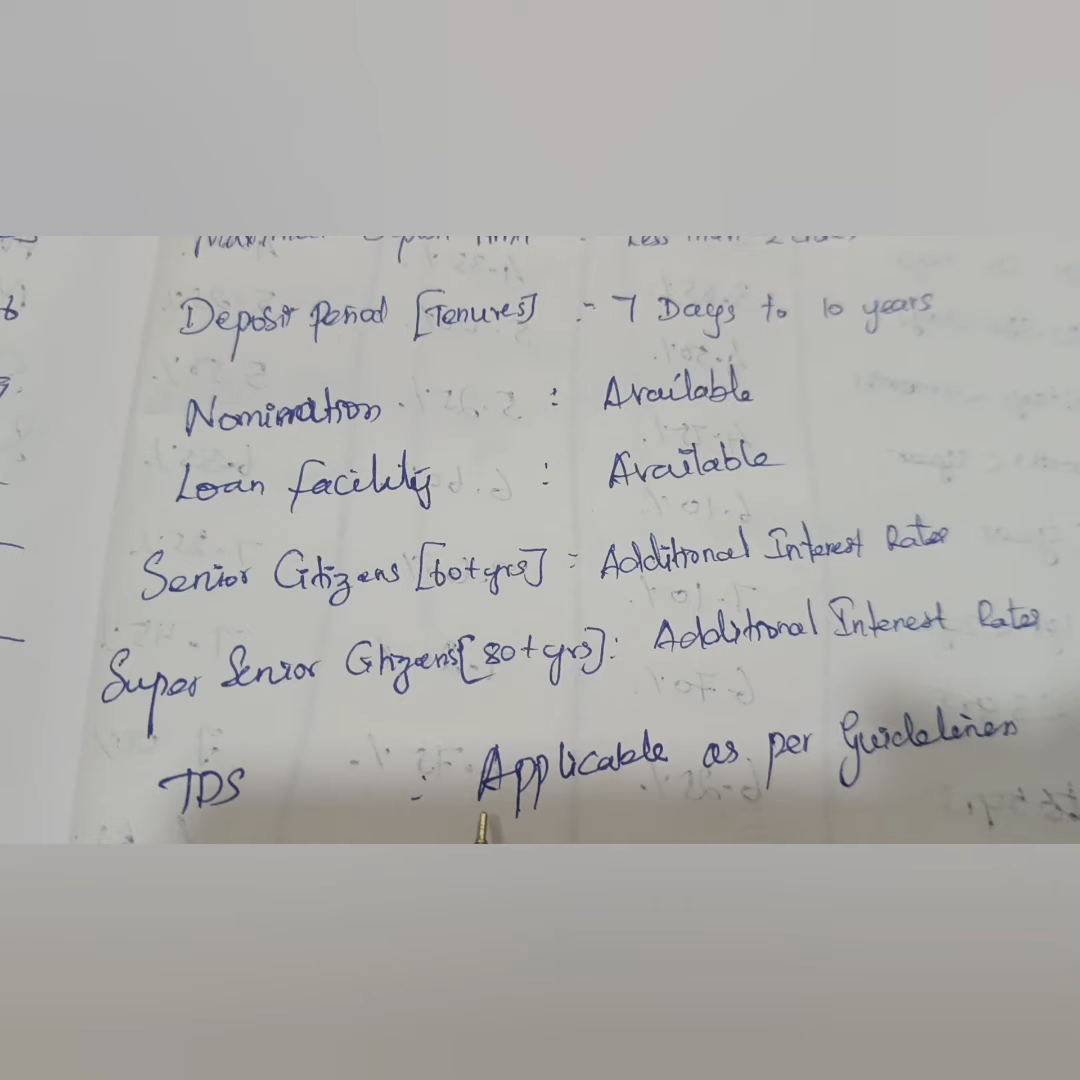 Deposit Period [Tenures] :- 7 Days to 10 years
Nomination : Available
Loan facility : Available
Senior Citizens [60+yrs] : Additional Interest Rates
Super Senior Citizens [80+yrs] : Additional Interest Rates
TDS : Applicable as per Guidelines